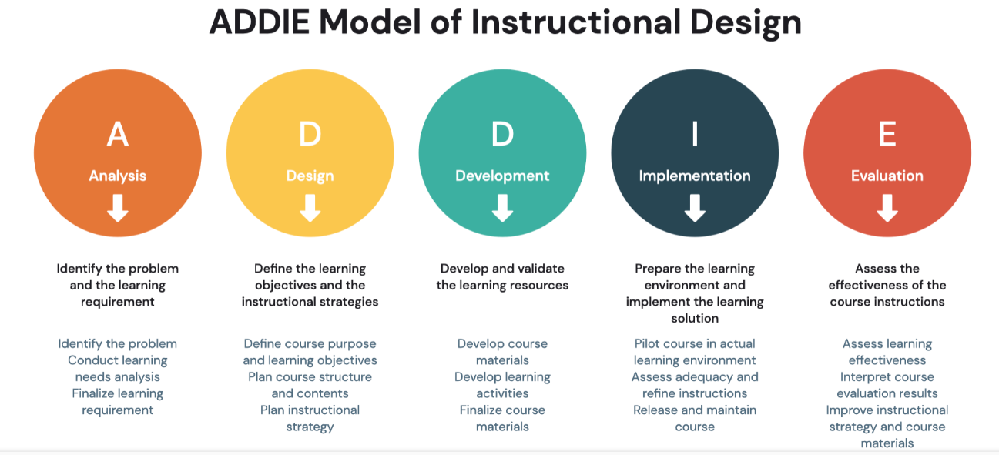 ADDIE Model of Instructional Design
A
Analysis
Identify the problem
and the learning
requirement
Identify the problem
Conduct learning
needs analysis
Finalize learning
requirement
D
Design
Define the learning
objectives and the
instructional strategies
Define course purpose
and learning objectives
Plan course structure
and contents
Plan instructional
strategy
D
Development
Develop and validate
the learning resources
Develop course
materials
Develop learning
activities
Finalize course
materials
I
Implementation
Prepare the learning
environment and
implement the learning
solution
Pilot course in actual
learning environment
Assess adequacy and
refine instructions
Release and maintain
course
E
Evaluation
Assess the
effectiveness of the
course instructions
Assess learning
effectiveness
Interpret course
evaluation results
Improve instructional
strategy and course
materials